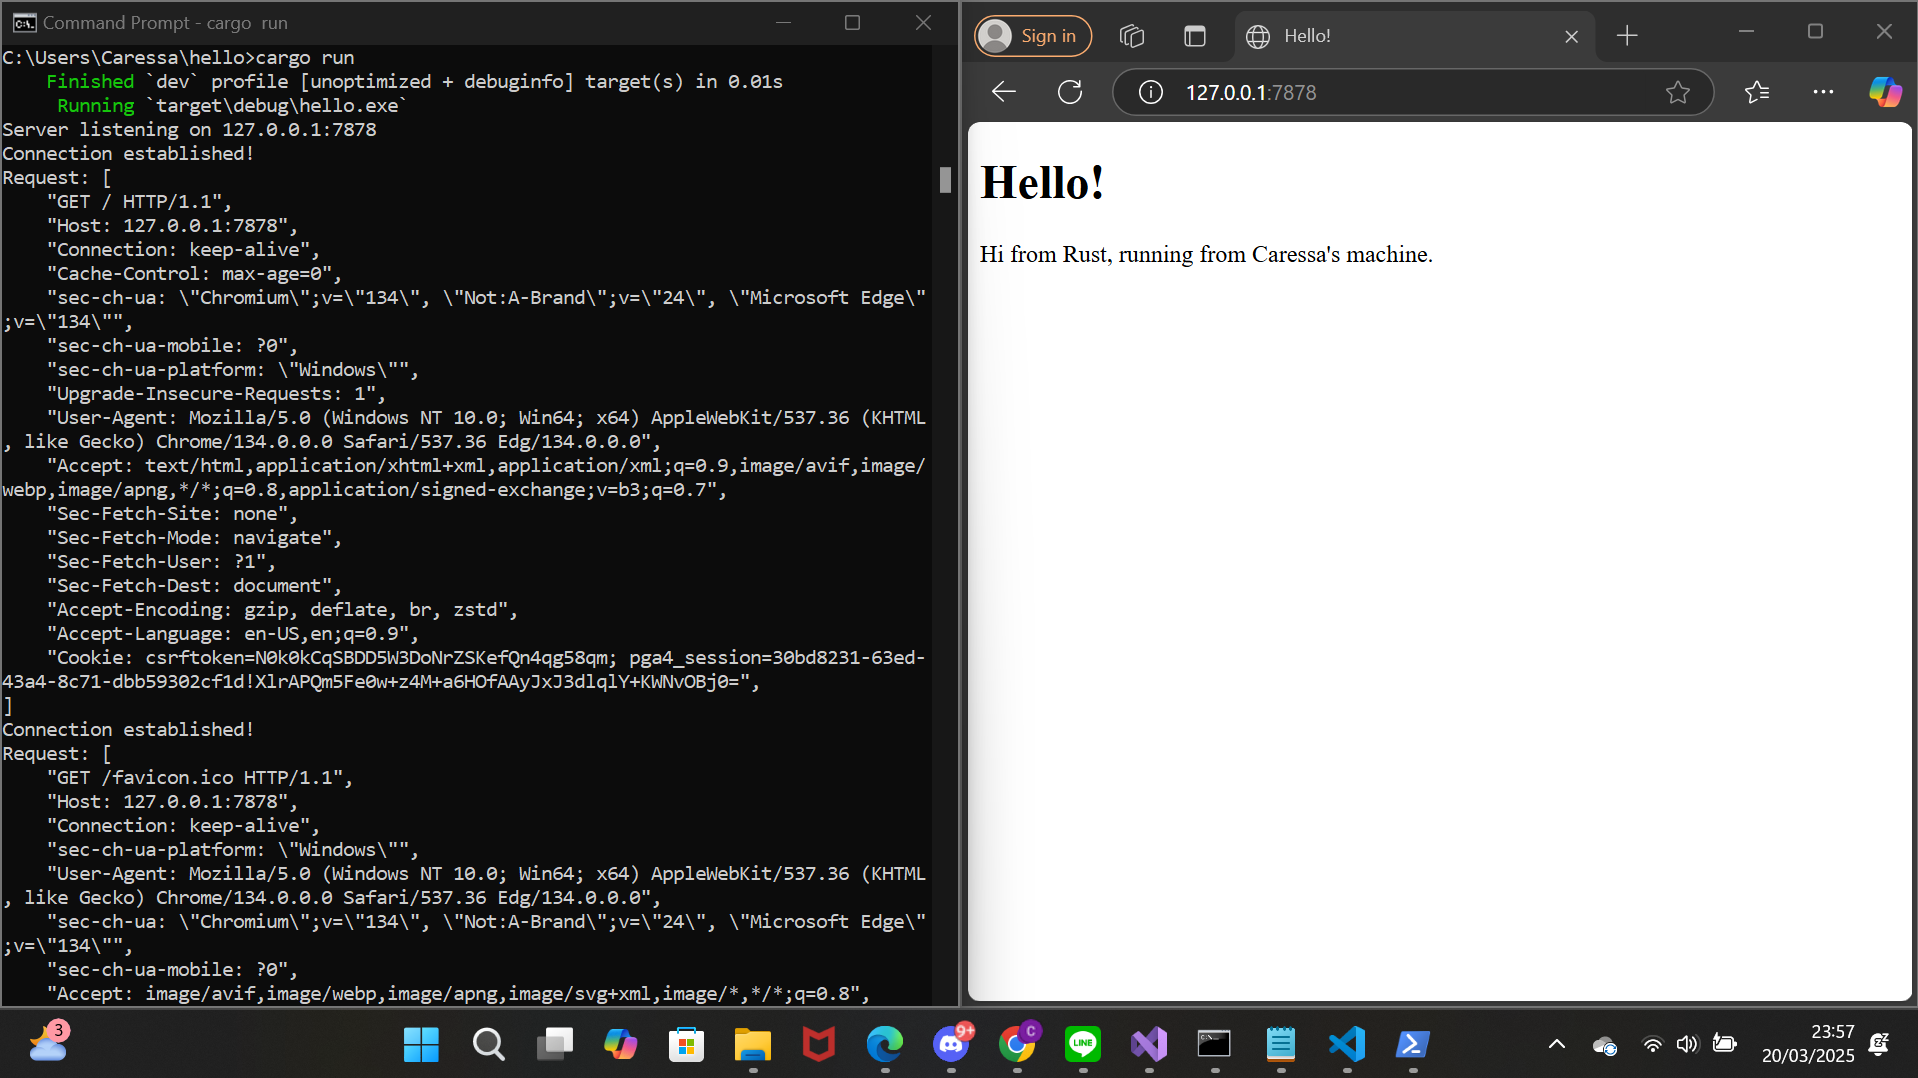 Command Prompt - cargo  run
C:\Users\Caressa\hello>cargo run
    Finished `dev` profile [unoptimized + debuginfo] target(s) in 0.01s
     Running `target\debug\hello.exe`
Server listening on 127.0.0.1:7878
Connection established!
Request: [
    "GET / HTTP/1.1",
    "Host: 127.0.0.1:7878",
    "Connection: keep-alive",
    "Cache-Control: max-age=0",
    "sec-ch-ua: \"Chromium\";v=\"134\", \"Not:A-Brand\";v=\"24\", \"Microsoft Edge\"
;v=\"134\"",
    "sec-ch-ua-mobile: ?0",
    "sec-ch-ua-platform: \"Windows\"",
    "Upgrade-Insecure-Requests: 1",
    "User-Agent: Mozilla/5.0 (Windows NT 10.0; Win64; x64) AppleWebKit/537.36 (KHTML
, like Gecko) Chrome/134.0.0.0 Safari/537.36 Edg/134.0.0.0",
    "Accept: text/html,application/xhtml+xml,application/xml;q=0.9,image/avif,image/
webp,image/apng,*/*;q=0.8,application/signed-exchange;v=b3;q=0.7",
    "Sec-Fetch-Site: none",
    "Sec-Fetch-Mode: navigate",
    "Sec-Fetch-User: ?1",
    "Sec-Fetch-Dest: document",
    "Accept-Encoding: gzip, deflate, br, zstd",
    "Accept-Language: en-US,en;q=0.9",
    "Cookie: csrftoken=N0k0kCqSBDD5W3DoNrZSKefQn4qg58qm; pga4_session=30bd8231-63ed-
43a4-8c71-dbb59302cf1d!XlrAPQm5Fe0w+z4M+a6HOfAAyJxJ3dlqlY+KWNvOBj0=",
]
Connection established!
Request: [
    "GET /favicon.ico HTTP/1.1",
    "Host: 127.0.0.1:7878",
    "Connection: keep-alive",
    "sec-ch-ua-platform: \"Windows\"",
    "User-Agent: Mozilla/5.0 (Windows NT 10.0; Win64; x64) AppleWebKit/537.36 (KHTML
, like Gecko) Chrome/134.0.0.0 Safari/537.36 Edg/134.0.0.0",
    "sec-ch-ua: \"Chromium\";v=\"134\", \"Not:A-Brand\";v=\"24\", \"Microsoft Edge\"
;v=\"134\"",
    "sec-ch-ua-mobile: ?0",
    "Accept: image/avif,image/webp,image/apng,image/svg+xml,image/*,*/*;q=0.8",
Sign in
Hello!
127.0.0.1:7878
Hello!
Hi from Rust, running from Caressa's machine.
3
9+
C
LINE
23:57
20/03/2025